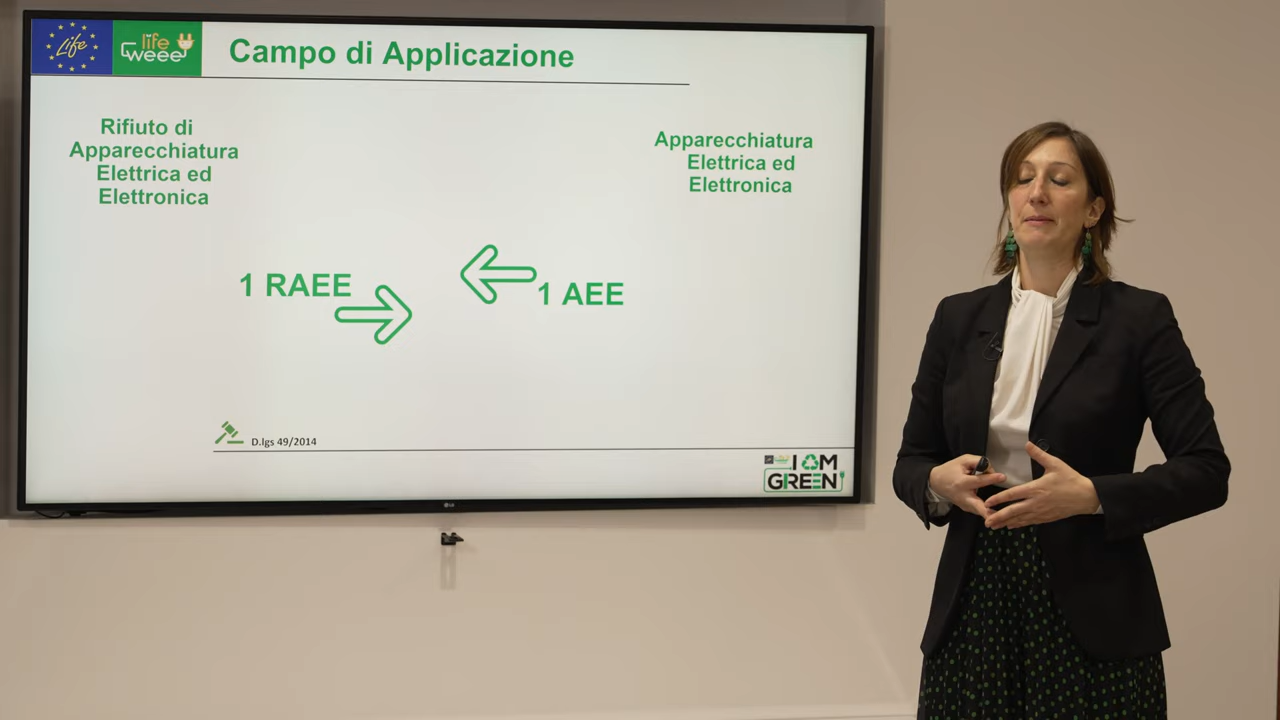 Life
life
weee
Campo di Applicazione
Rifiuto di
Apparecchiatura
Elettrica ed
Elettronica
Apparecchiatura
Elettrica ed
Elettronica
1 RAEE
1 AEE
D.lgs 49/2014
I AM
GREEN
LG